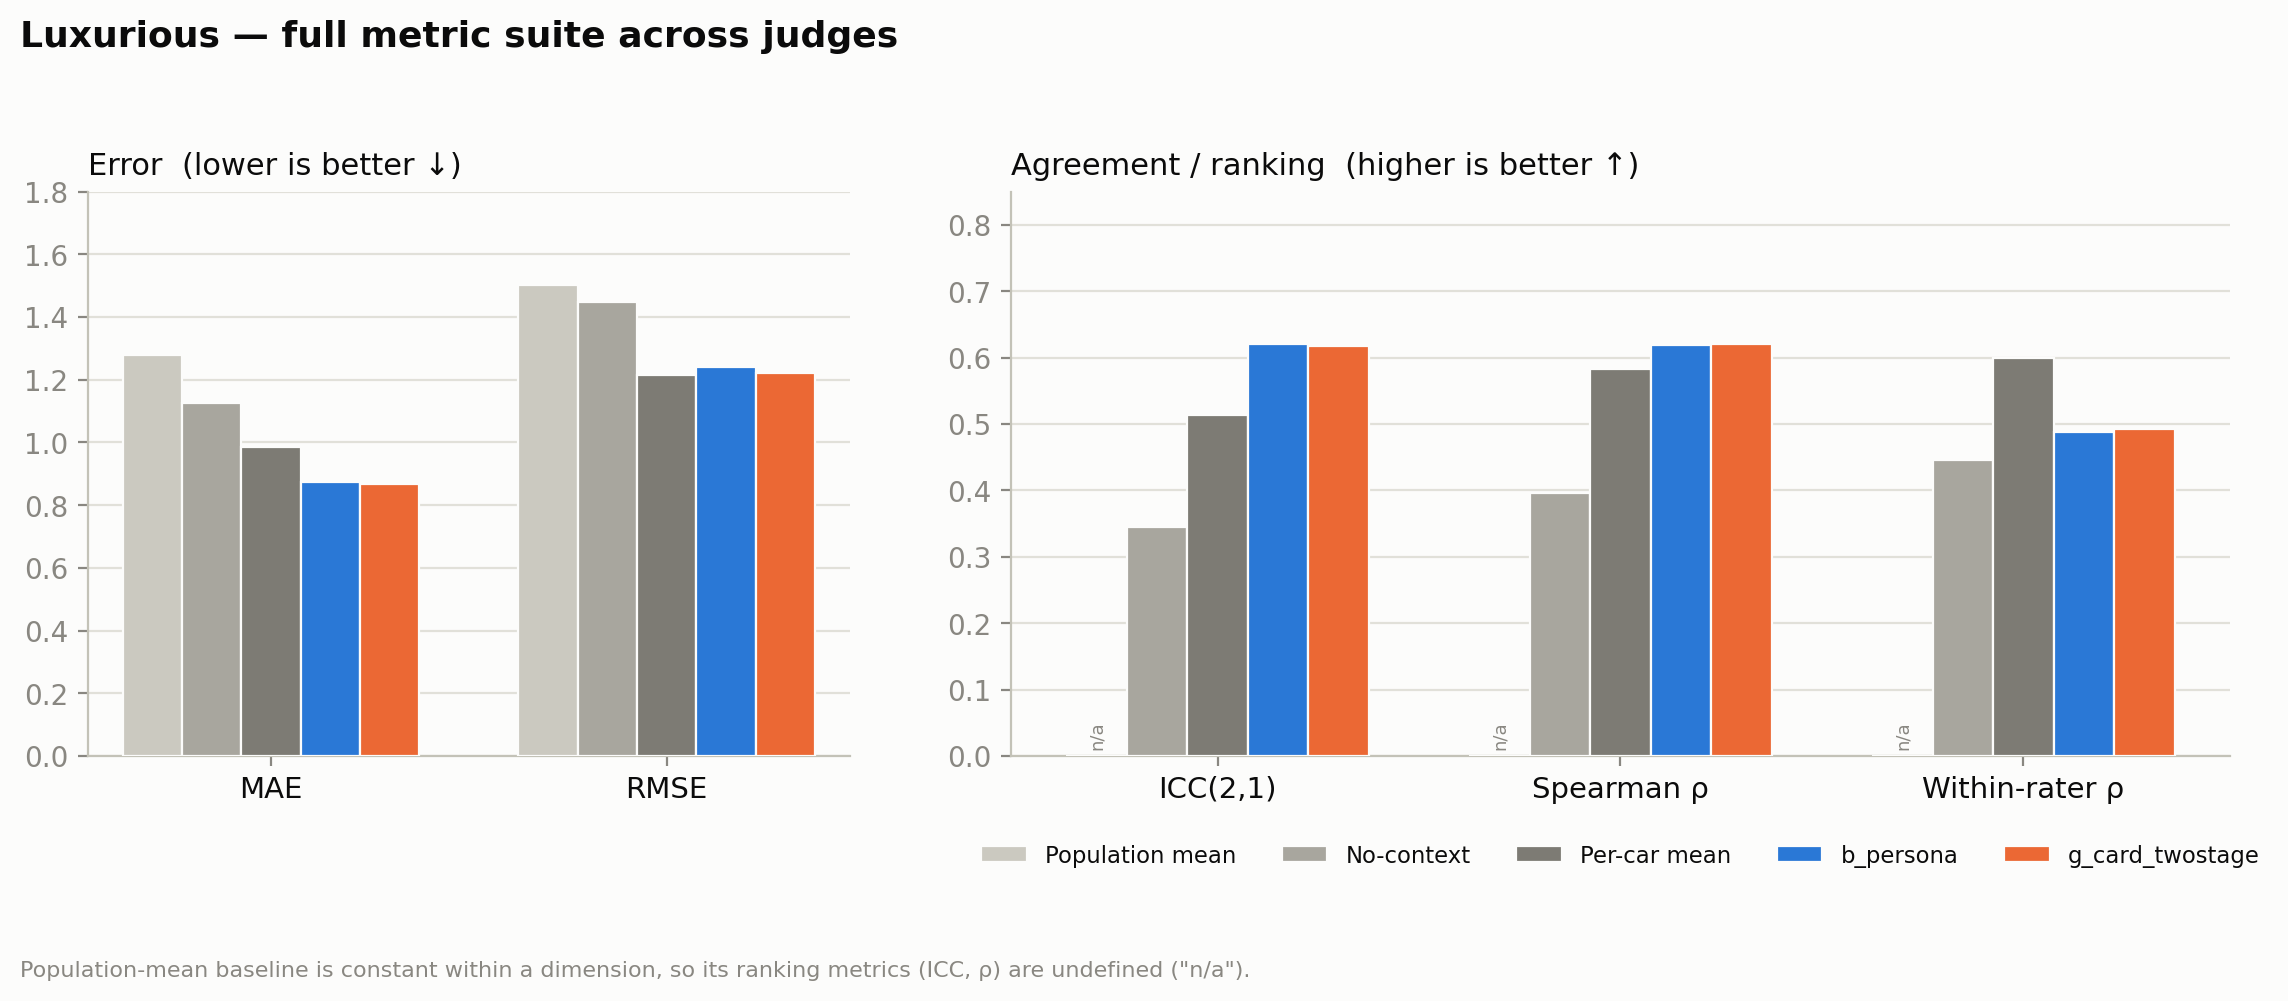 Luxurious — full metric suite across judges
Error  (lower is better ↓)
1.8
1.6
1.4
1.2
1.0
0.8
0.6
0.4
0.2
0.0
MAE
RMSE
Agreement / ranking  (higher is better ↑)
0.8
0.7
0.6
0.5
0.4
0.3
0.2
0.1
0.0
n/a
n/a
n/a
ICC(2,1)
Spearman ρ
Within-rater ρ
Population mean
No-context
Per-car mean
b_persona
g_card_twostage
Population-mean baseline is constant within a dimension, so its ranking metrics (ICC, ρ) are undefined ("n/a").